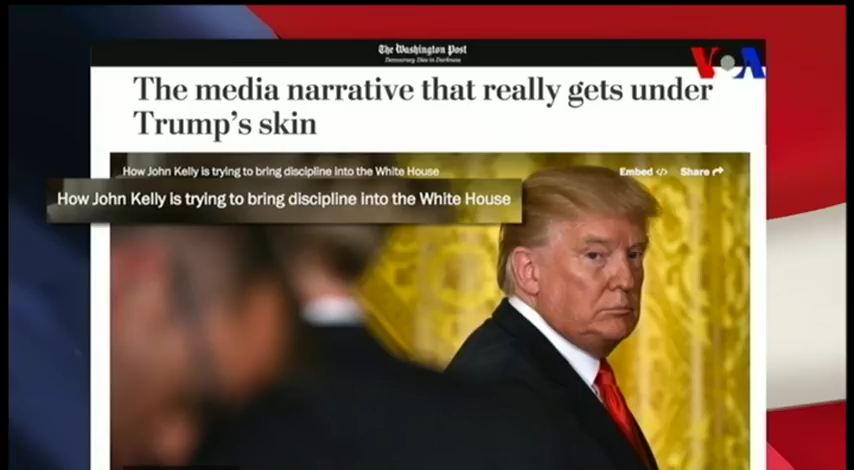 The Washington Post
Democracy Dies in Darkness
VOA
The media narrative that really gets under
Trump's skin
How John Kelly is trying to bring discipline into the White House
Embed </>
Share
How John Kelly is trying to bring discipline into the White House